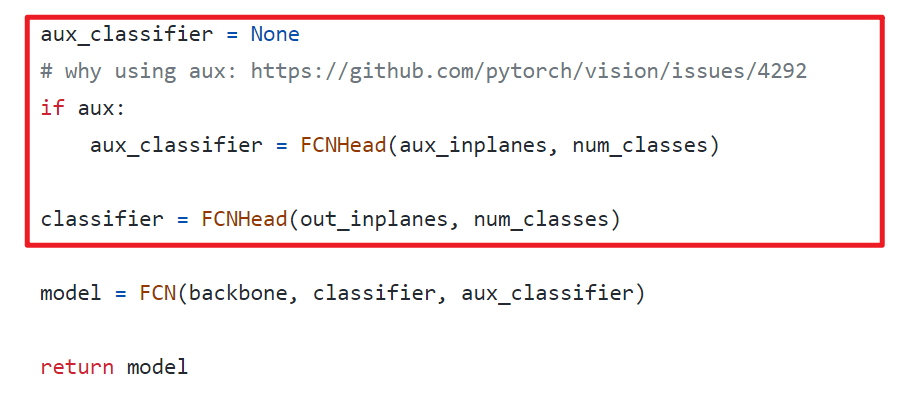 aux_classifier = None
# why using aux: https://github.com/pytorch/vision/issues/4292
if aux:
    aux_classifier = FCNHead(aux_inplanes, num_classes)
classifier = FCNHead(out_inplanes, num_classes)
model = FCN(backbone, classifier, aux_classifier)
return model